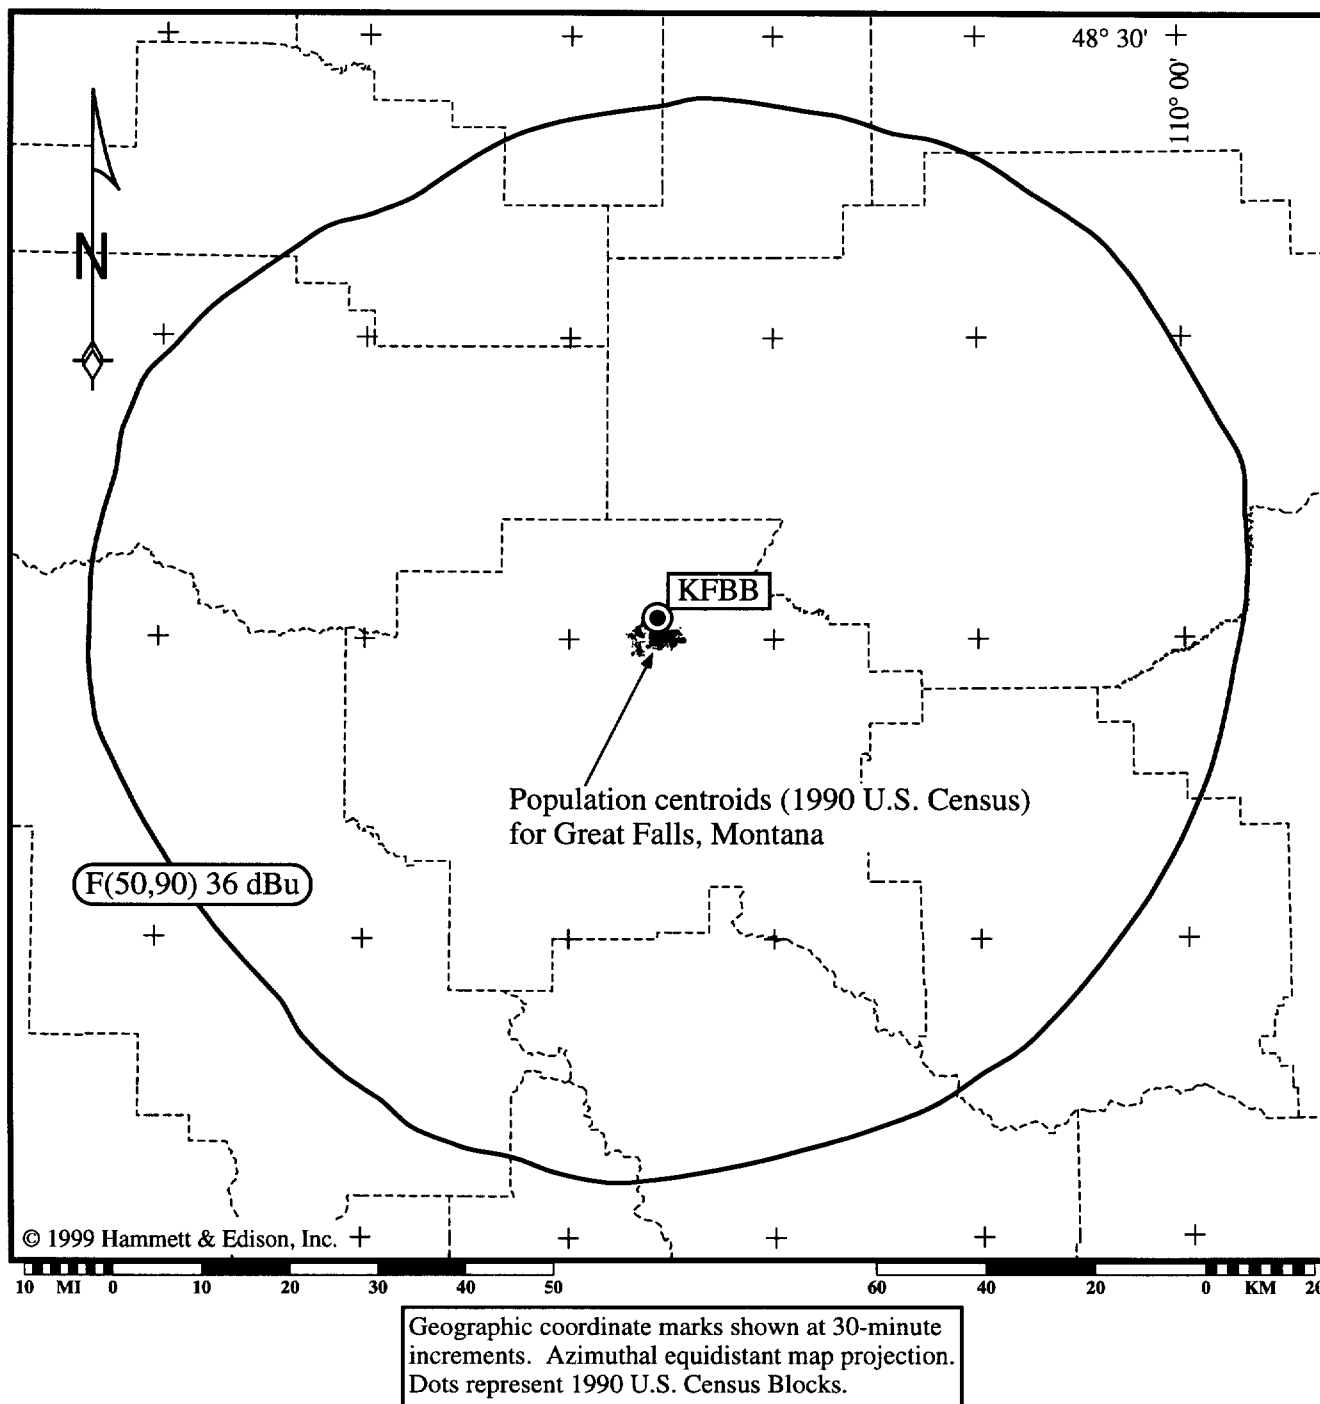 48° 30'
110° 00'
N
KFBB
Population centroids (1990 U.S. Census)
for Great Falls, Montana
F(50,90) 36 dBu
© 1999 Hammett & Edison, Inc.
10 MI 0 10 20 30 40 50 60 40 20 0 KM 20
Geographic coordinate marks shown at 30-minute
increments. Azimuthal equidistant map projection.
Dots represent 1990 U.S. Census Blocks.